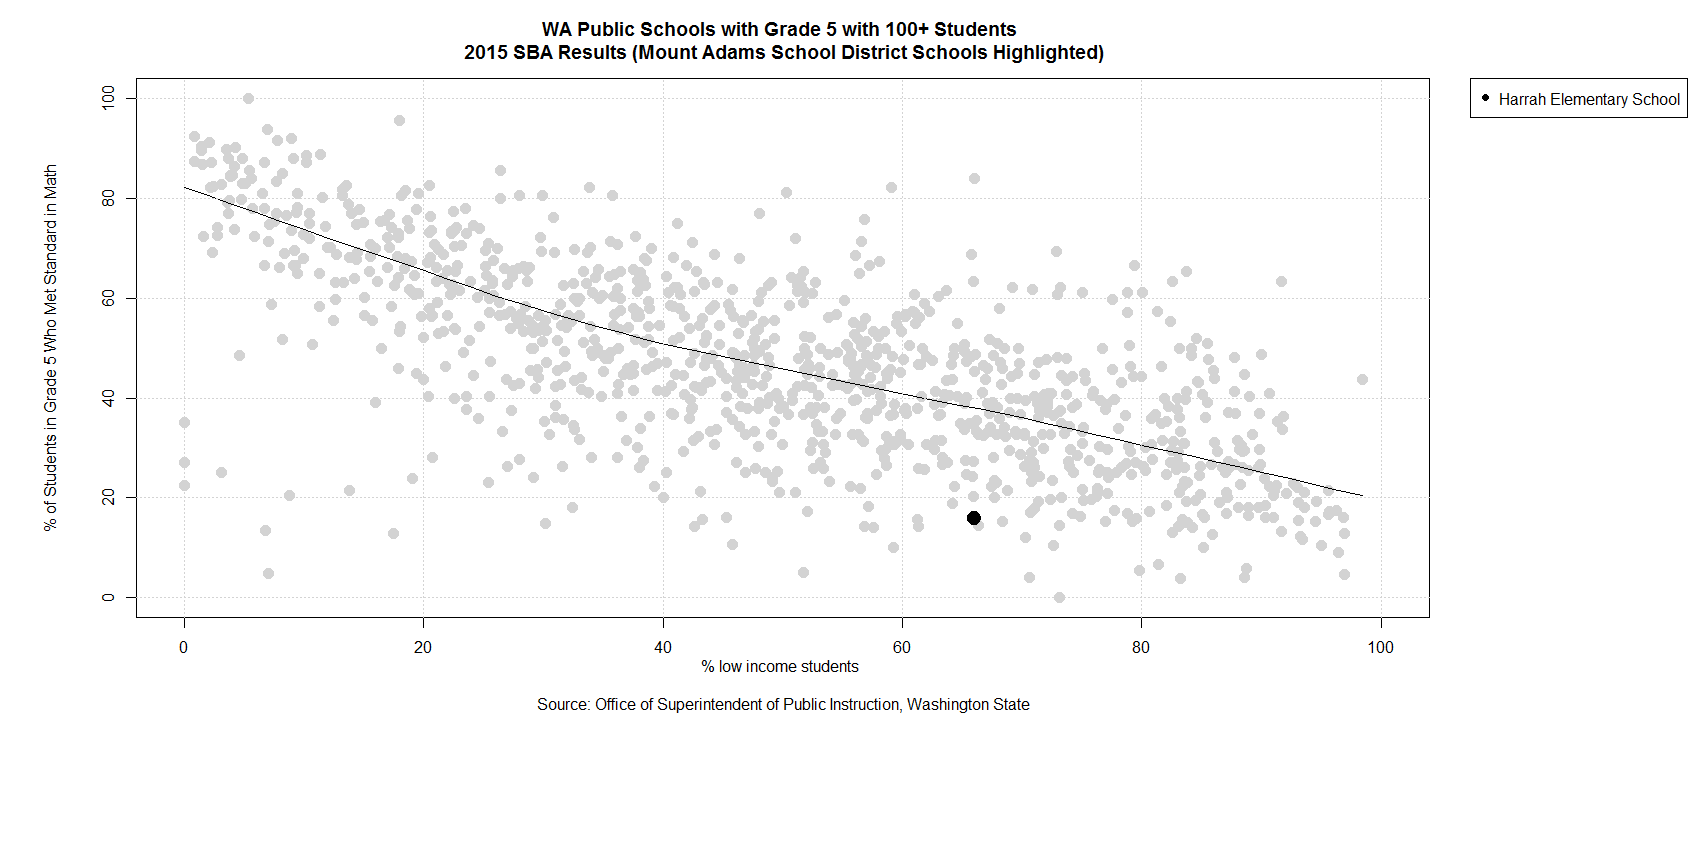 WA Public Schools with Grade 5 with 100+ Students
2015 SBA Results (Mount Adams School District Schools Highlighted)
Harrah Elementary School
% of Students in Grade 5 Who Met Standard in Math
100
80
60
40
20
0
0 20 40 60 80 100
% low income students
Source: Office of Superintendent of Public Instruction, Washington State